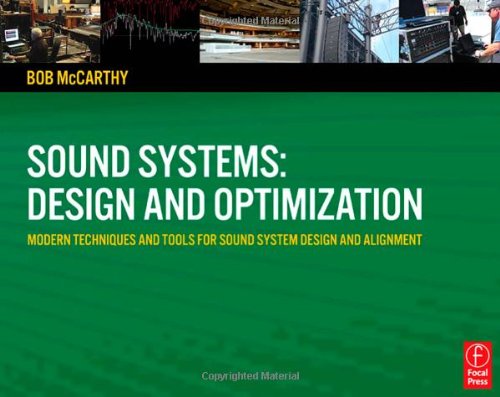 Copyrighted Material
BOB McCARTHY
SOUND SYSTEMS:
DESIGN AND OPTIMIZATION
MODERN TECHNIQUES AND TOOLS FOR SOUND SYSTEM DESIGN AND ALIGNMENT
f
Focal
Press
Copyrighted Material